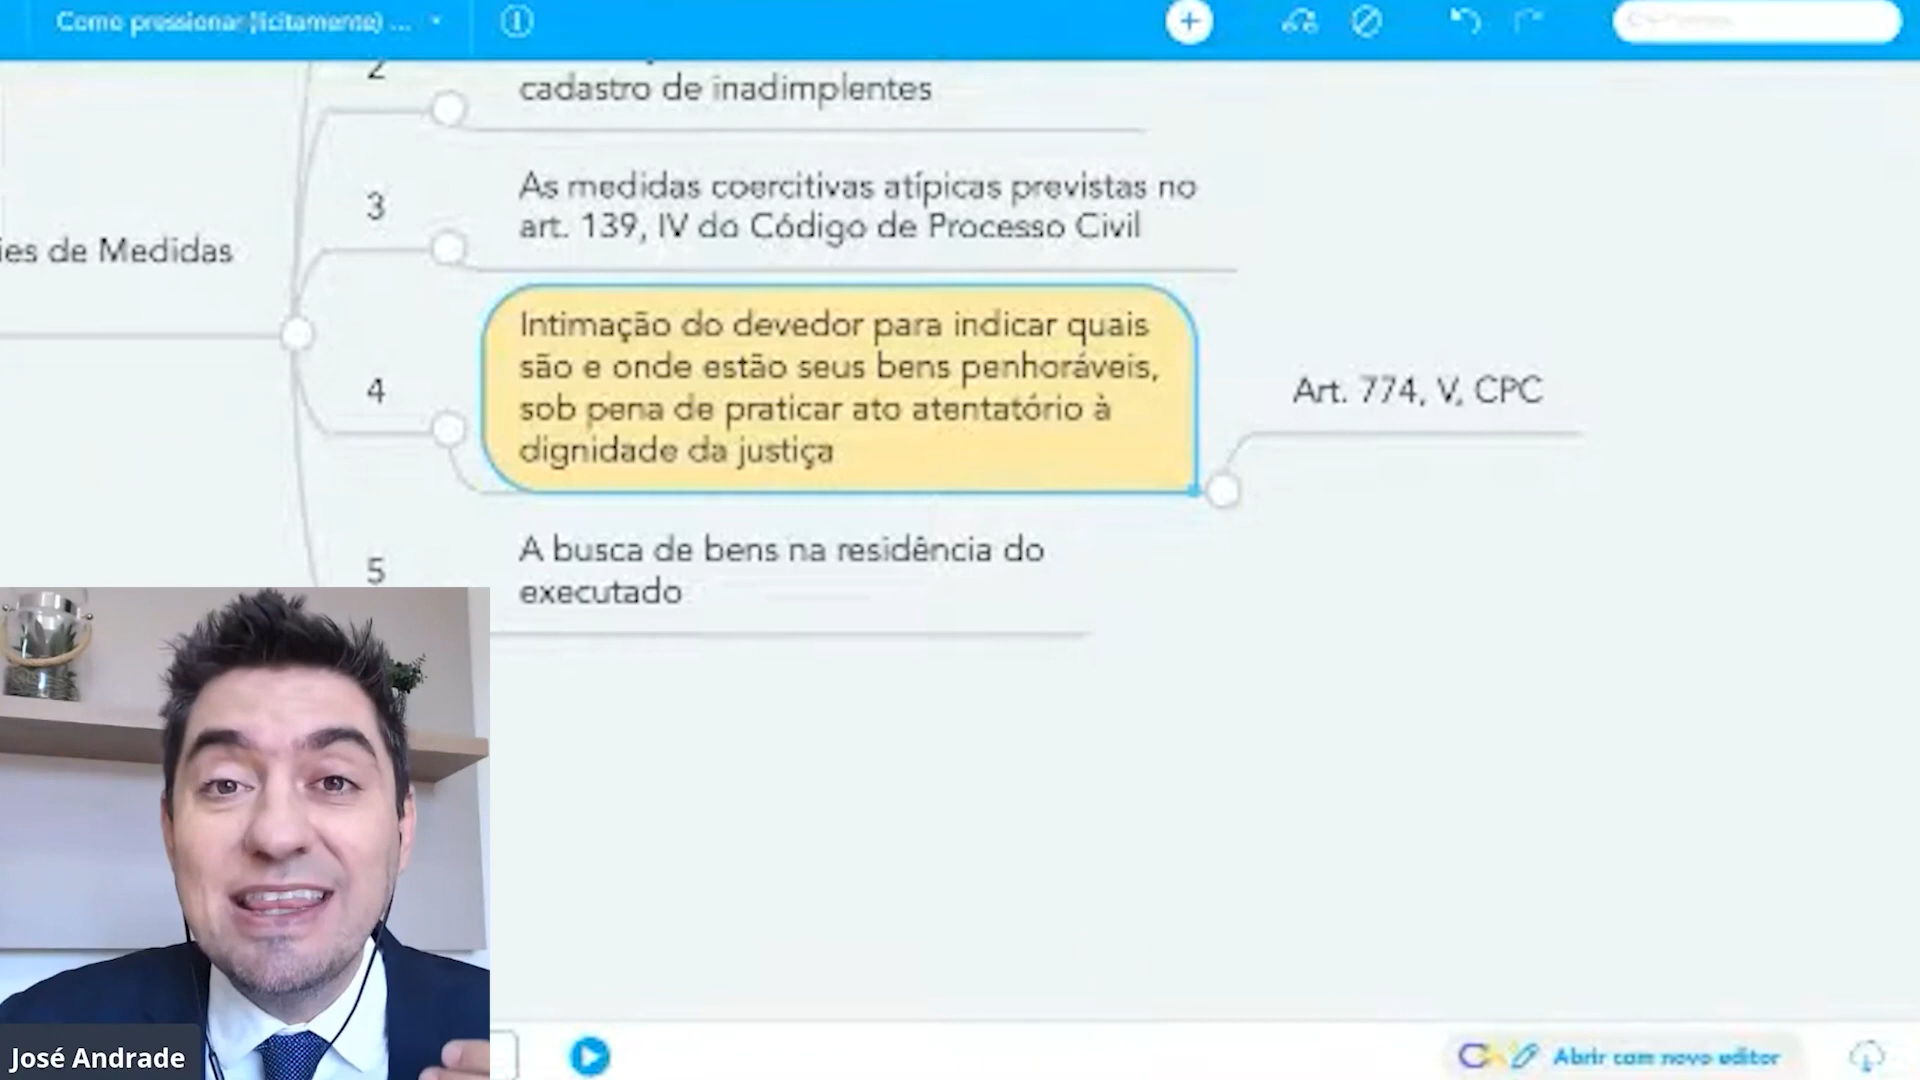 Como pressionar (licitamente) ...
2
cadastro de inadimplentes
3
As medidas coercitivas atípicas previstas no
art. 139, IV do Código de Processo Civil
ies de Medidas
4
Intimação do devedor para indicar quais
são e onde estão seus bens penhoráveis,
sob pena de praticar ato atentatório à
dignidade da justiça
Art. 774, V, CPC
5
A busca de bens na residência do
executado
José Andrade
Abrir com novo editor